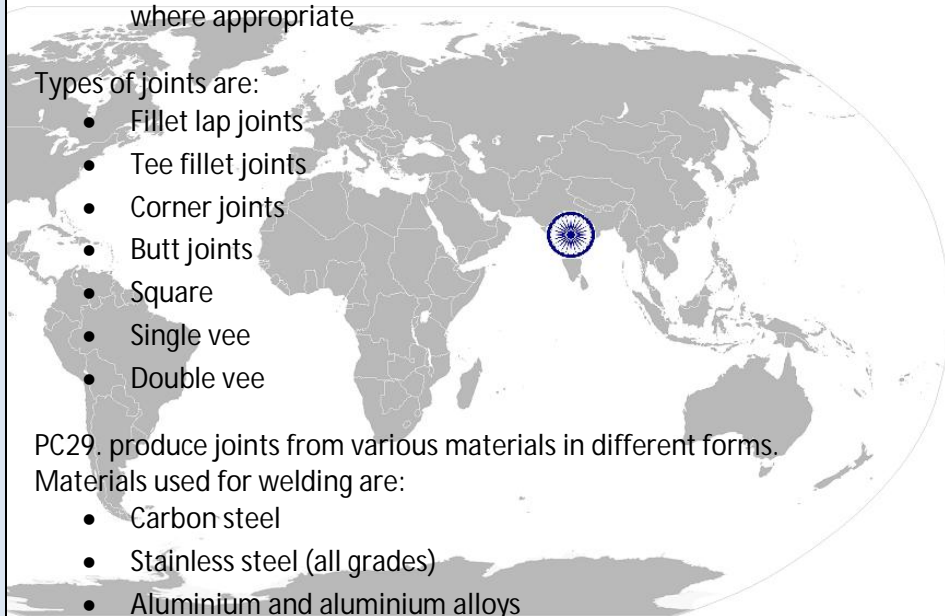 where appropriate
Types of joints are:
• Fillet lap joints
• Tee fillet joints
• Corner joints
• Butt joints
• Square
• Single vee
• Double vee
PC29. produce joints from various materials in different forms.
Materials used for welding are:
• Carbon steel
• Stainless steel (all grades)
• Aluminium and aluminium alloys